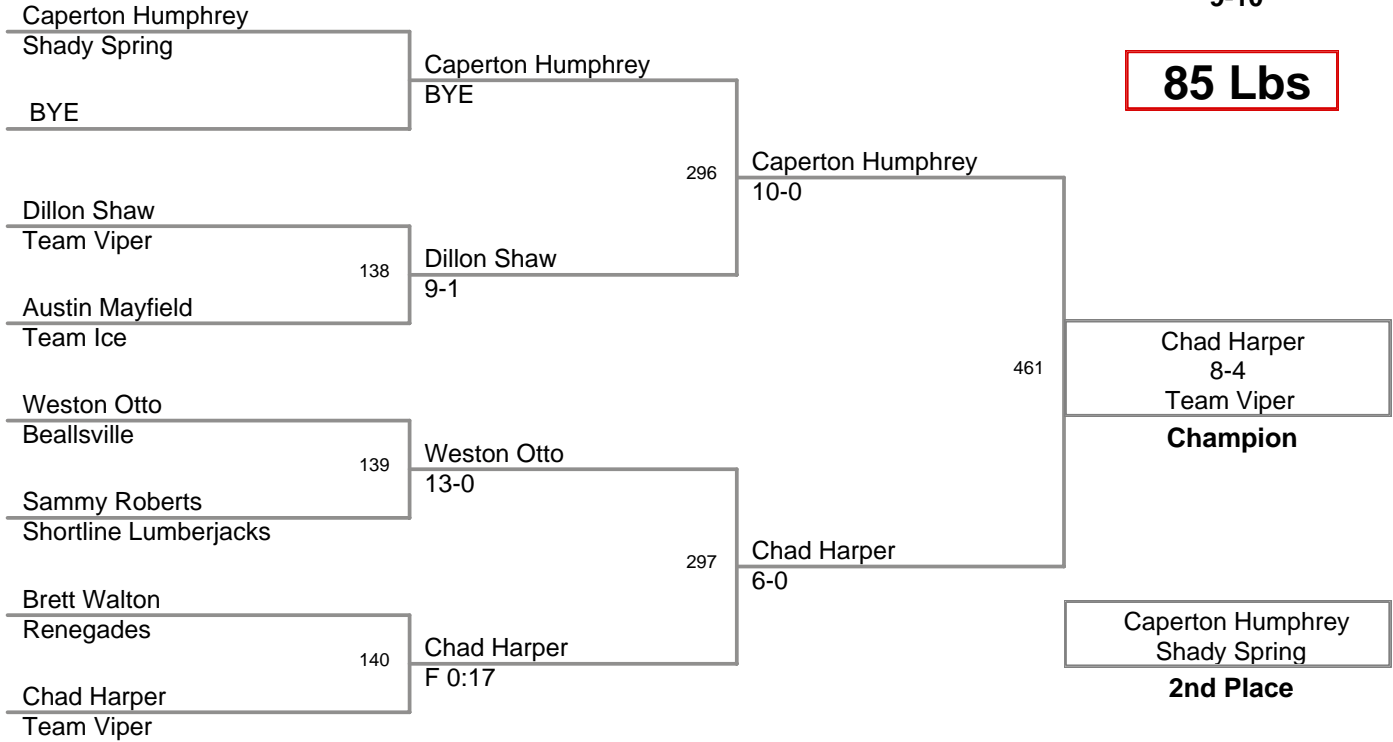 9-10
85 Lbs
Caperton Humphrey
Shady Spring
BYE
Dillon Shaw
Team Viper
138
Austin Mayfield
Team Ice
Weston Otto
Beallsville
139
Sammy Roberts
Shortline Lumberjacks
Brett Walton
Renegades
140
Chad Harper
Team Viper
Caperton Humphrey
BYE
296
Dillon Shaw
9-1
Weston Otto
13-0
297
Chad Harper
F 0:17
Caperton Humphrey
10-0
461
Chad Harper
6-0
Chad Harper
8-4
Team Viper
Champion
Caperton Humphrey
Shady Spring
2nd Place